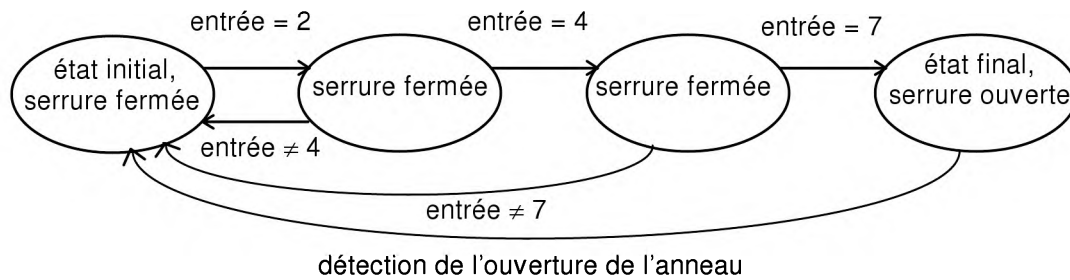 entrée = 2
entrée = 4
entrée = 7
état initial,
serrure fermée
serrure fermée
serrure fermée
état final,
serrure ouverte
entrée ≠ 4
entrée ≠ 7
détection de l'ouverture de l'anneau